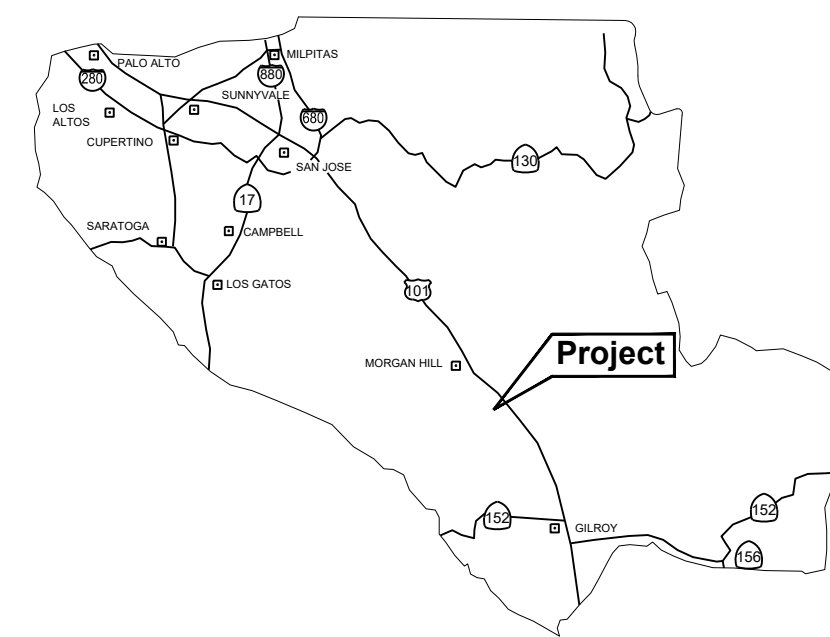 MILPITAS
PALO ALTO
280
880
SUNNYVALE
LOS
ALTOS
680
CUPERTINO
SAN JOSE
130
17
SARATOGA
CAMPBELL
LOS GATOS
101
Project
MORGAN HILL
152
GILROY
152
156